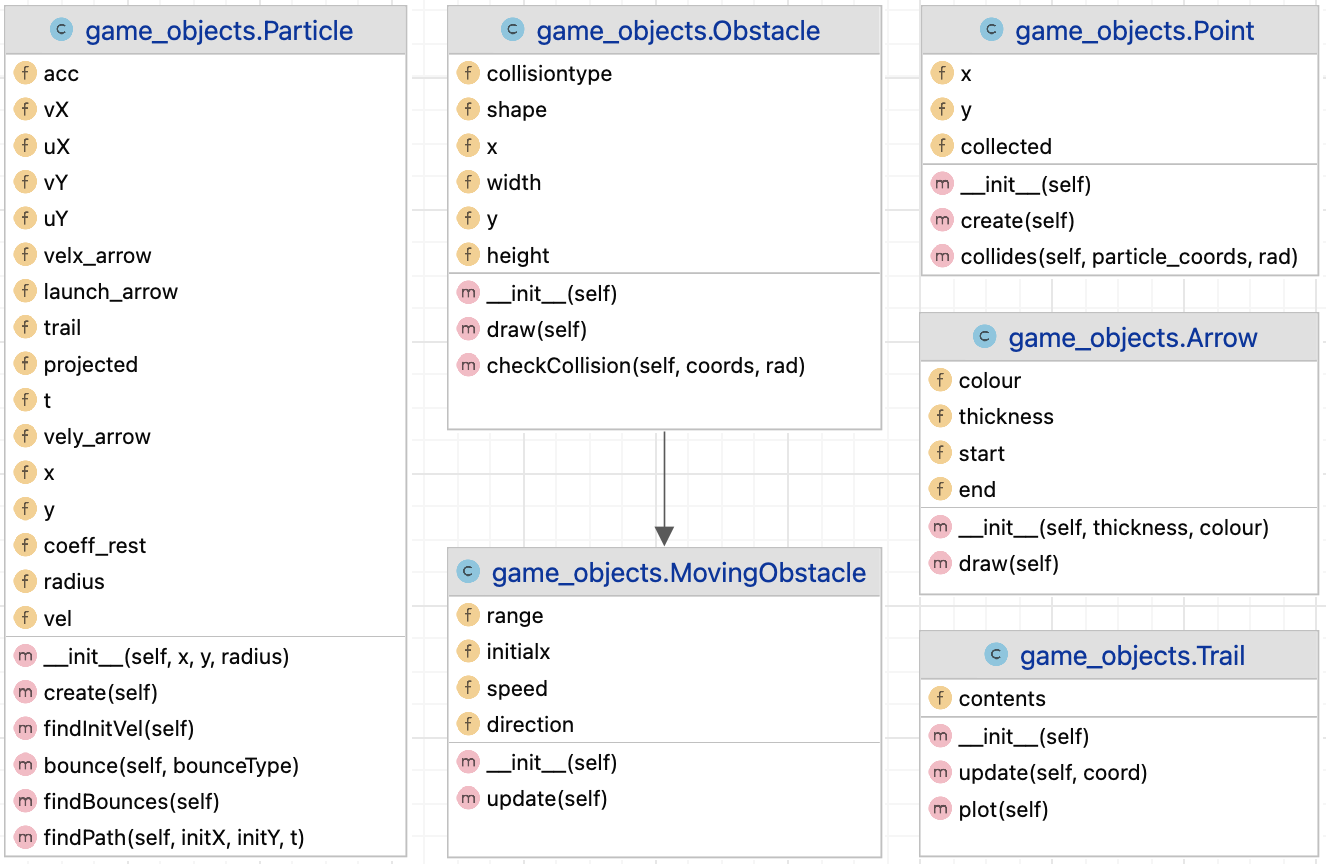 C game_objects.Particle
f acc
f vX
f uX
f vY
f uY
f velx_arrow
f launch_arrow
f trail
f projected
f t
f vely_arrow
f x
f y
f coeff_rest
f radius
f vel
m __init__(self, x, y, radius)
m create(self)
m findInitVel(self)
m bounce(self, bounceType)
m findBounces(self)
m findPath(self, initX, initY, t)
C game_objects.Obstacle
f collisiontype
f shape
f x
f width
f y
f height
m __init__(self)
m draw(self)
m checkCollision(self, coords, rad)
C game_objects.MovingObstacle
f range
f initialx
f speed
f direction
m __init__(self)
m update(self)
C game_objects.Point
f x
f y
f collected
m __init__(self)
m create(self)
m collides(self, particle_coords, rad)
C game_objects.Arrow
f colour
f thickness
f start
f end
m __init__(self, thickness, colour)
m draw(self)
C game_objects.Trail
f contents
m __init__(self)
m update(self, coord)
m plot(self)